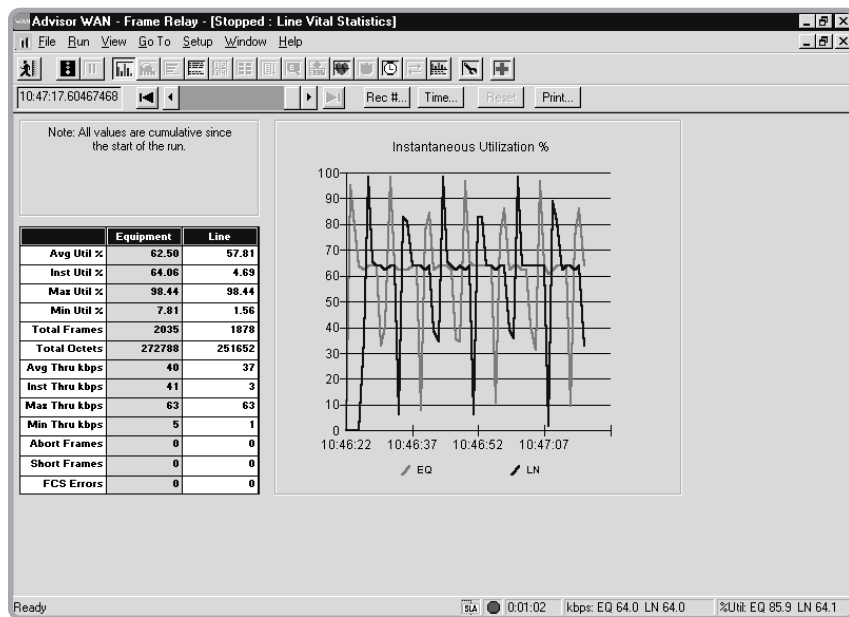 Advisor WAN - Frame Relay - [Stopped : Line Vital Statistics]
File Run View Go To Setup Window Help
10:47:17.60467468 Rec #... Time... Reset Print...
Note: All values are cumulative since
the start of the run.
Equipment Line
Avg Util % 62.50 57.81
Inst Util % 64.06 4.69
Max Util % 98.44 98.44
Min Util % 7.81 1.56
Total Frames 2035 1878
Total Octets 272788 251652
Avg Thru kbps 40 37
Inst Thru kbps 41 3
Max Thru kbps 63 63
Min Thru kbps 5 1
Abort Frames 0 0
Short Frames 0 0
FCS Errors 0 0
Instantaneous Utilization %
100
90
80
70
60
50
40
30
20
10
0
10:46:22 10:46:37 10:46:52 10:47:07
EQ LN
Ready SLA 0:01:02 kbps: EQ 64.0 LN 64.0 %Util: EQ 85.9 LN 64.1